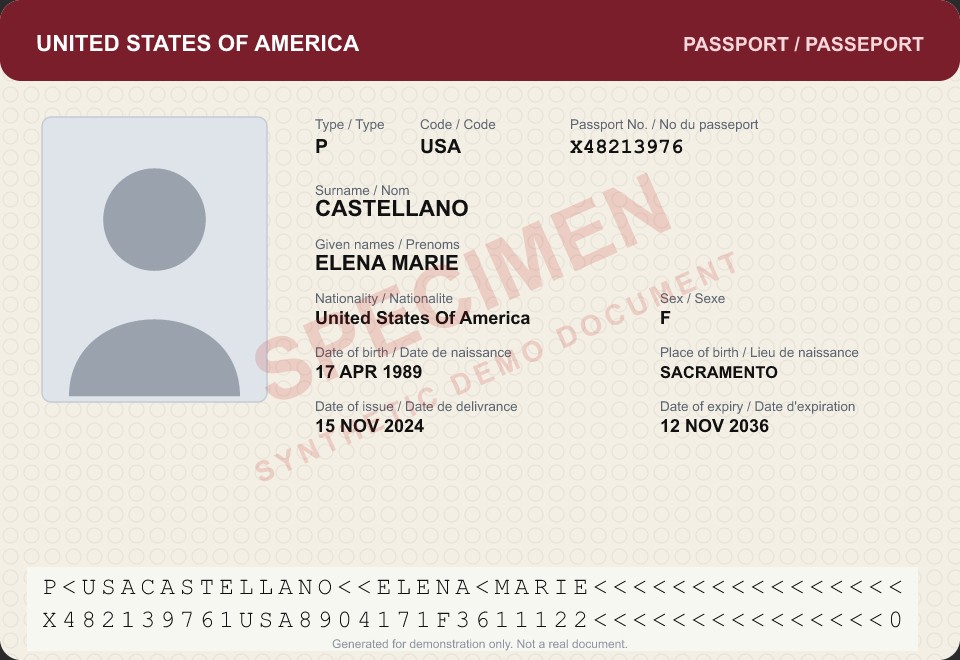 UNITED STATES OF AMERICA PASSPORT / PASSEPORT
Type / Type Code / Code Passport No. / No du passeport
P USA X48213976
Surname / Nom
CASTELLANO
Given names / Prenoms
ELENA MARIE
Nationality / Nationalite Sex / Sexe
United States Of America F
Date of birth / Date de naissance Place of birth / Lieu de naissance
17 APR 1989 SACRAMENTO
Date of issue / Date de delivrance Date of expiry / Date d'expiration
15 NOV 2024 12 NOV 2036
SPECIMEN
SYNTHETIC DEMO DOCUMENT
P<USACASTELLANO<<ELENA<MARIE<<<<<<<<<<<<<<<<
X482139761USA8904171F3611122<<<<<<<<<<<<<<<0
Generated for demonstration only. Not a real document.